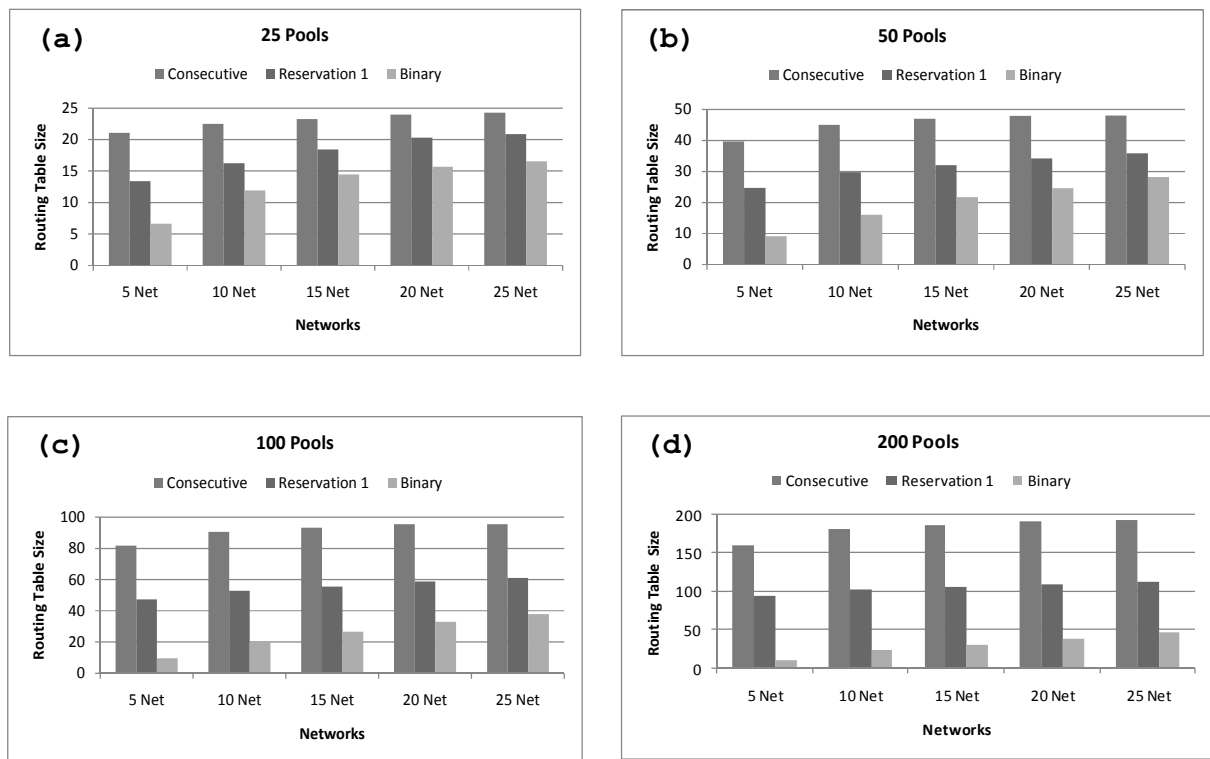 (a)
25 Pools
Consecutive Reservation 1 Binary
Routing Table Size
25
20
15
10
5
0
5 Net 10 Net 15 Net 20 Net 25 Net
Networks
(b)
50 Pools
Consecutive Reservation 1 Binary
Routing Table Size
50
40
30
20
10
0
5 Net 10 Net 15 Net 20 Net 25 Net
Networks
(c)
100 Pools
Consecutive Reservation 1 Binary
Routing Table Size
100
80
60
40
20
0
5 Net 10 Net 15 Net 20 Net 25 Net
Networks
(d)
200 Pools
Consecutive Reservation 1 Binary
Routing Table Size
200
150
100
50
0
5 Net 10 Net 15 Net 20 Net 25 Net
Networks